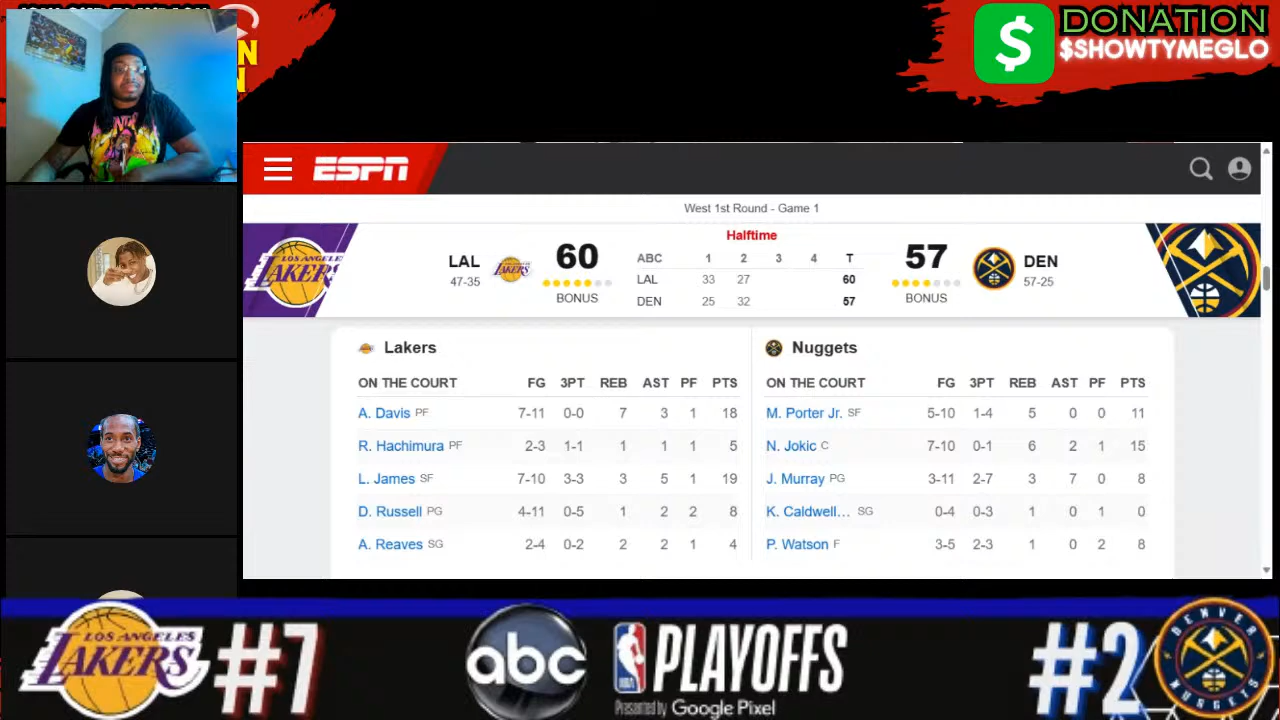 DONATION
$SHOWTYMEGLO
ESPN
West 1st Round - Game 1
Halftime
LAL 60 ABC 1 2 3 4 T 57 DEN
47-35 LAL 33 27 60 57-25
BONUS DEN 25 32 57 BONUS
LOS ANGELES
LAKERS
Lakers
ON THE COURT FG 3PT REB AST PF PTS
A. Davis PF 7-11 0-0 7 3 1 18
R. Hachimura PF 2-3 1-1 1 1 1 5
L. James SF 7-10 3-3 3 5 1 19
D. Russell PG 4-11 0-5 1 2 2 8
A. Reaves SG 2-4 0-2 2 2 1 4
Nuggets
ON THE COURT FG 3PT REB AST PF PTS
M. Porter Jr. SF 5-10 1-4 5 0 0 11
N. Jokic C 7-10 0-1 6 2 1 15
J. Murray PG 3-11 2-7 3 7 0 8
K. Caldwell... SG 0-4 0-3 1 0 1 0
P. Watson F 3-5 2-3 1 0 2 8
LOS ANGELES
LAKERS
#7
abc
NBA
PLAYOFFS
Presented by Google Pixel
#2
DENVER
NUGGETS